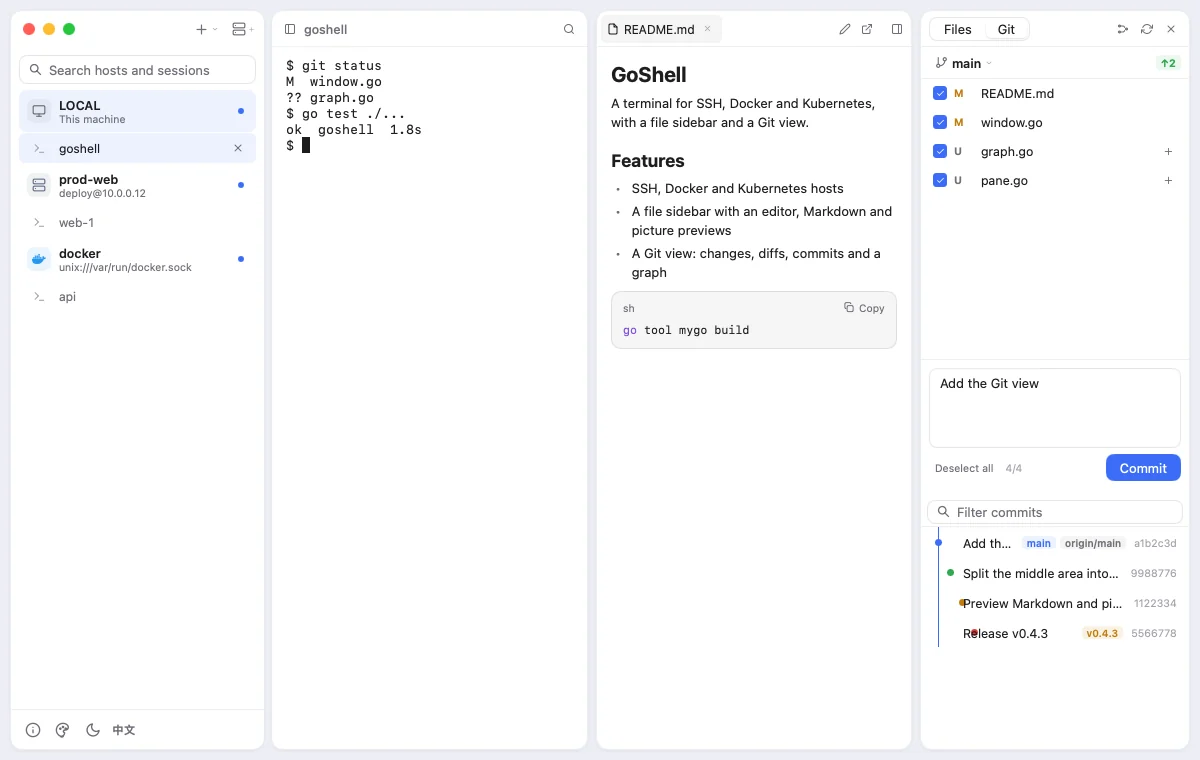 Search hosts and sessions
LOCAL
This machine
goshell
prod-web
deploy@10.0.0.12
web-1
docker
unix:///var/run/docker.sock
api
中文
goshell
$ git status
M  window.go
?? graph.go
$ go test ./...
ok  goshell  1.8s
$
README.md
GoShell
A terminal for SSH, Docker and Kubernetes,
with a file sidebar and a Git view.
Features
• SSH, Docker and Kubernetes hosts
• A file sidebar with an editor, Markdown and
picture previews
• A Git view: changes, diffs, commits and a
graph
sh Copy
go tool mygo build
Files Git
main ↑2
M README.md
M window.go
U graph.go +
U pane.go +
Add the Git view
Deselect all 4/4 Commit
Filter commits
Add th... main origin/main a1b2c3d
Split the middle area into... 9988776
Preview Markdown and pi... 1122334
Release v0.4.3 v0.4.3 5566778